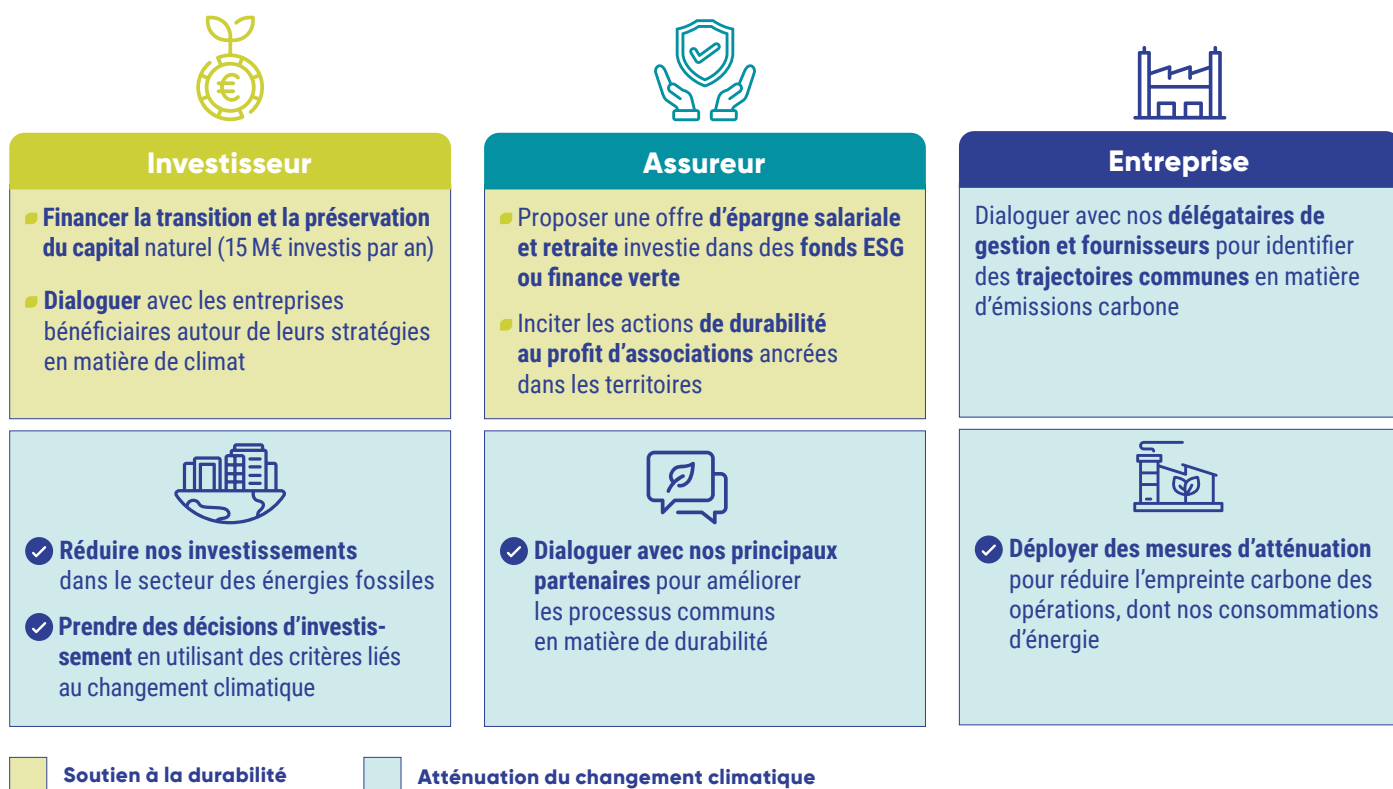 Investisseur
Financer la transition et la préservation
du capital naturel (15 M€ investis par an)
Dialoguer avec les entreprises
bénéficiaires autour de leurs stratégies
en matière de climat
Réduire nos investissements
dans le secteur des énergies fossiles
Prendre des décisions d'investis-
sement en utilisant des critères liés
au changement climatique
Assureur
Proposer une offre d'épargne salariale
et retraite investie dans des fonds ESG
ou finance verte
Inciter les actions de durabilité
au profit d'associations ancrées
dans les territoires
Dialoguer avec nos principaux
partenaires pour améliorer
les processus communs
en matière de durabilité
Entreprise
Dialoguer avec nos délégataires de
gestion et fournisseurs pour identifier
des trajectoires communes en matière
d'émissions carbone
Déployer des mesures d'atténuation
pour réduire l'empreinte carbone des
opérations, dont nos consommations
d'énergie
Soutien à la durabilité
Atténuation du changement climatique